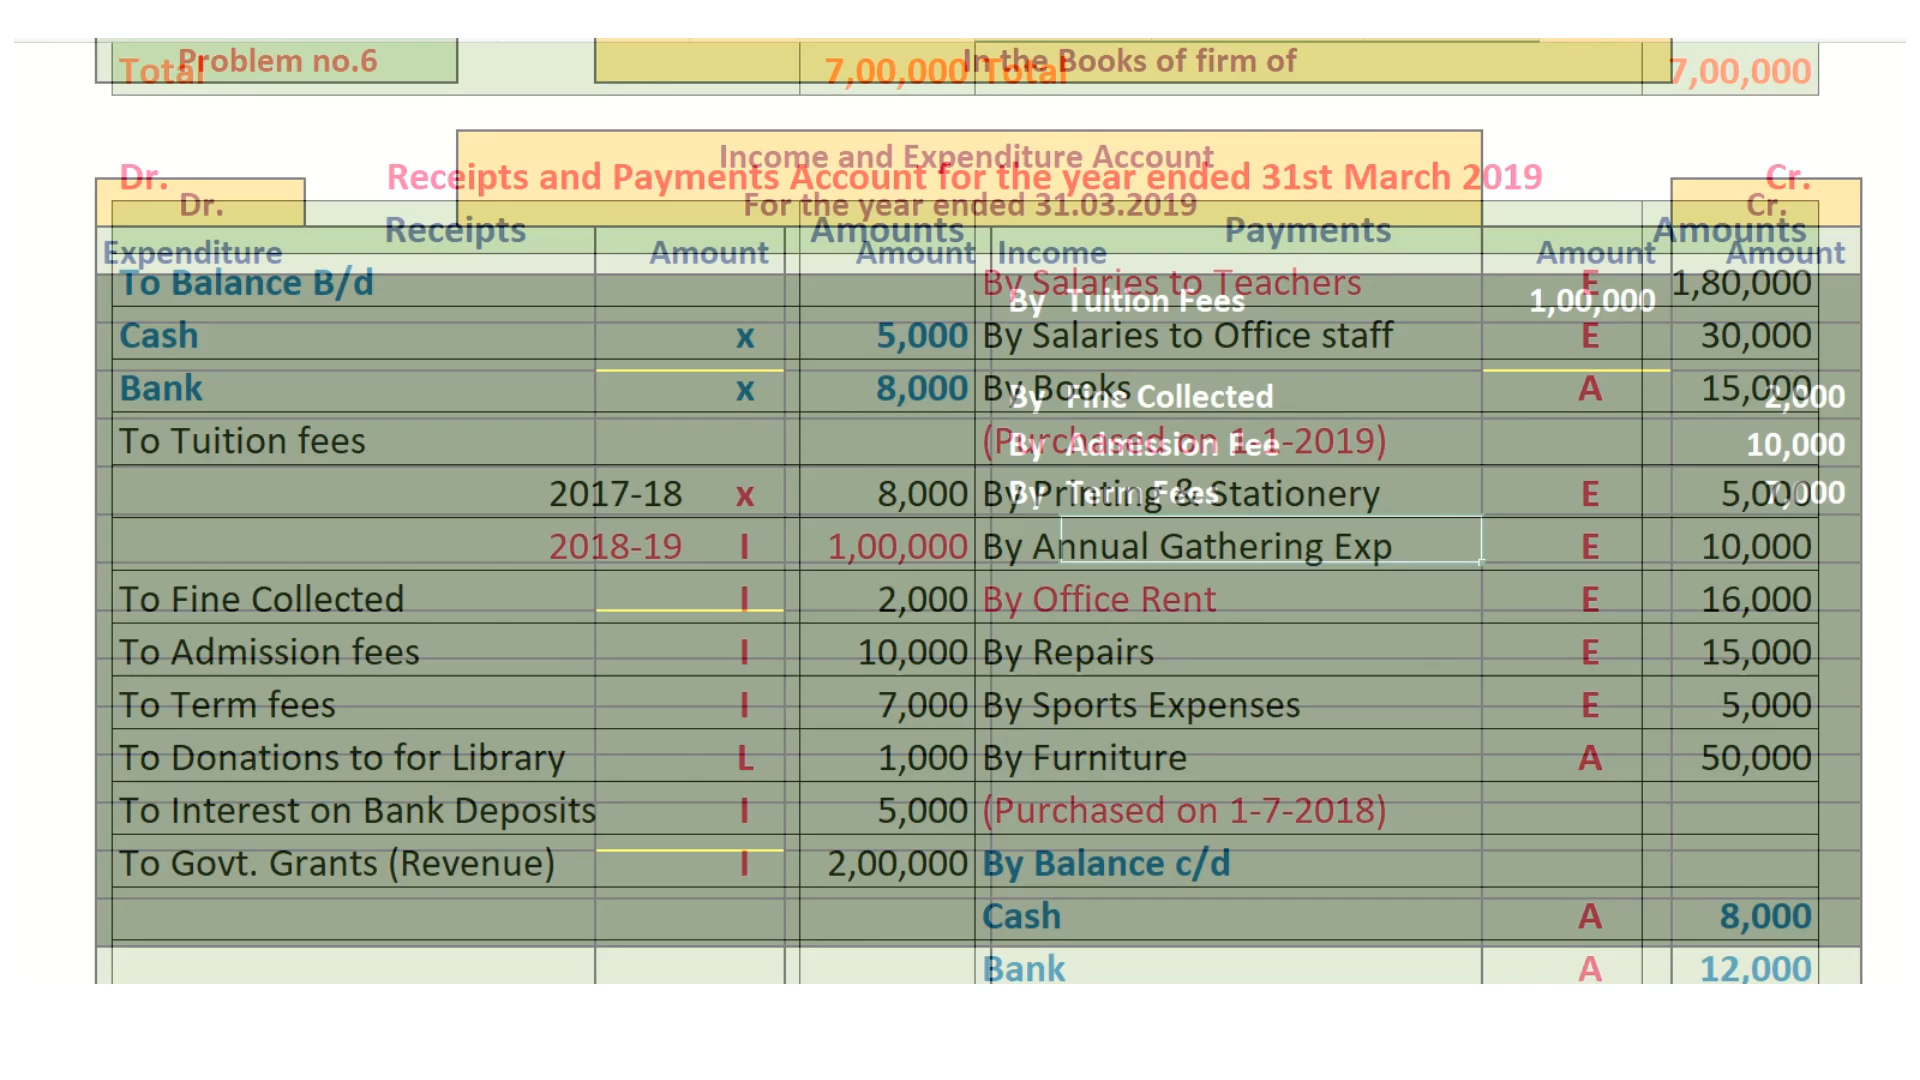 Problem no.6 In the Books of firm of
Total 7,00,000 Total 7,00,000
Income and Expenditure Account
Dr. Receipts and Payments Account for the year ended 31st March 2019 Cr.
Dr. For the year ended 31.03.2019 Cr.
Receipts Amounts Payments Amounts
Expenditure Amount Amount Income Amount Amount
To Balance B/d By Salaries to Teachers E 1,80,000
By Tuition Fees 1,00,000
Cash x 5,000 By Salaries to Office staff E 30,000
Bank x 8,000 By Books A 15,000
By Fine Collected 2,000
To Tuition fees (Purchased on 1-1-2019)
By Admission Fee 10,000
2017-18 x 8,000 By Printing & Stationery E 5,000
By Term Fees 7,000
2018-19 I 1,00,000 By Annual Gathering Exp E 10,000
To Fine Collected I 2,000 By Office Rent E 16,000
To Admission fees I 10,000 By Repairs E 15,000
To Term fees I 7,000 By Sports Expenses E 5,000
To Donations to for Library L 1,000 By Furniture A 50,000
To Interest on Bank Deposits I 5,000 (Purchased on 1-7-2018)
To Govt. Grants (Revenue) I 2,00,000 By Balance c/d
Cash A 8,000
Bank A 12,000